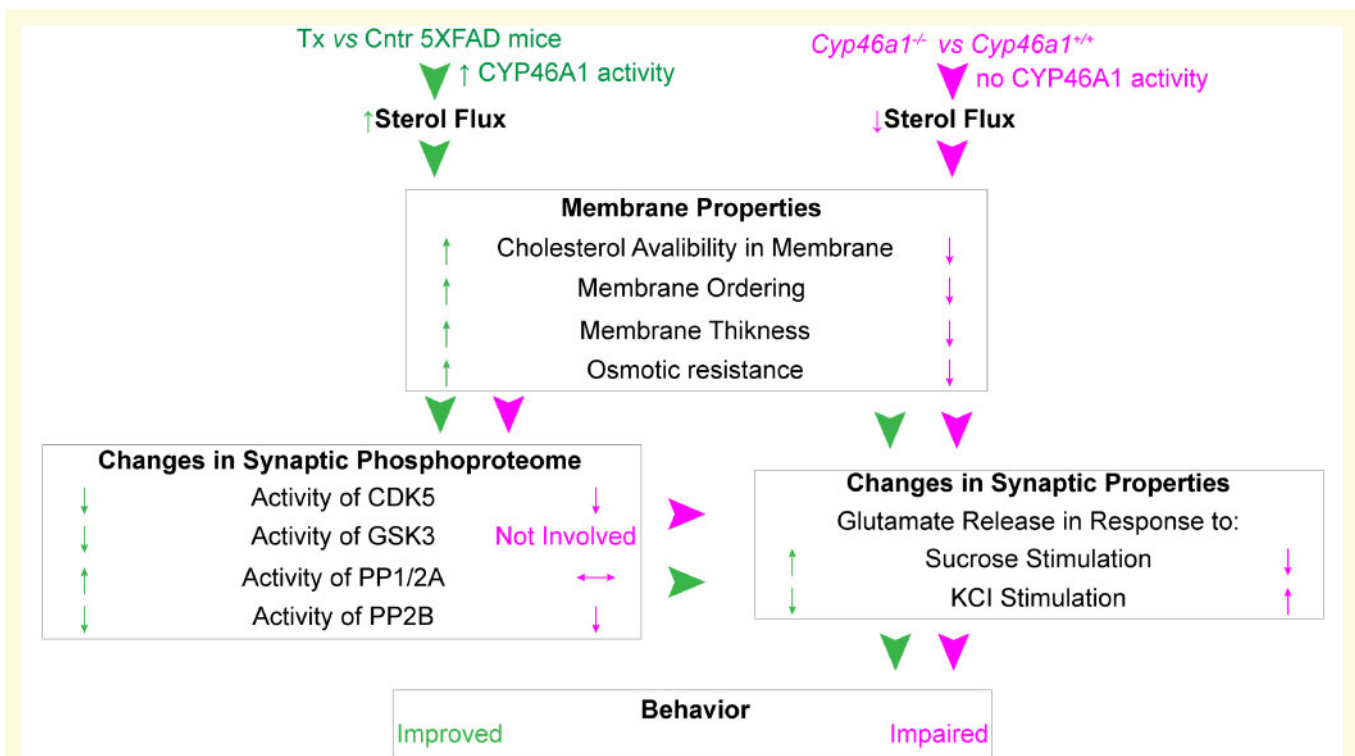 Tx vs Cntr 5XFAD mice
↑ CYP46A1 activity
↑Sterol Flux
Cyp46a1-/- vs Cyp46a1+/+
no CYP46A1 activity
↓Sterol Flux
Membrane Properties
↑ Cholesterol Avalibility in Membrane ↓
↑ Membrane Ordering ↓
↑ Membrane Thikness ↓
↑ Osmotic resistance ↓
Changes in Synaptic Phosphoproteome
↓ Activity of CDK5 ↓
↓ Activity of GSK3 Not Involved
↑ Activity of PP1/2A ↔
↓ Activity of PP2B ↓
Changes in Synaptic Properties
Glutamate Release in Response to:
↑ Sucrose Stimulation ↓
↓ KCI Stimulation ↑
Behavior
Improved Impaired